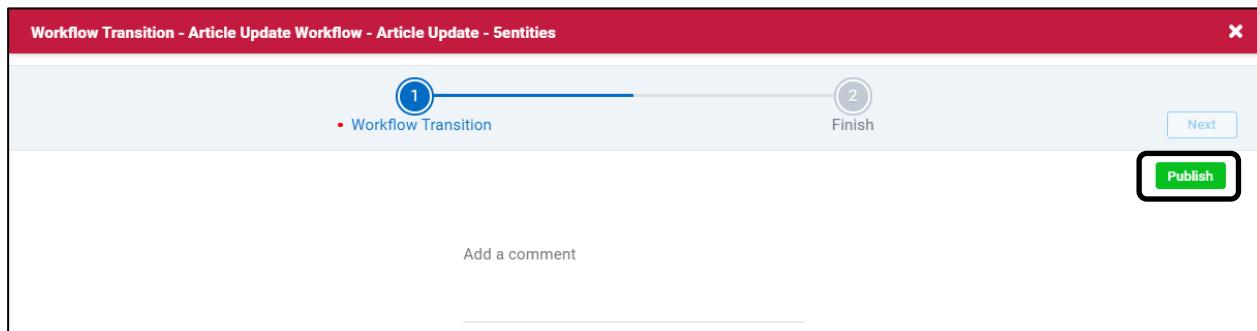 Workflow Transition - Article Update Workflow - Article Update - 5entities
1
2
• Workflow Transition
Finish
Next
Publish
Add a comment